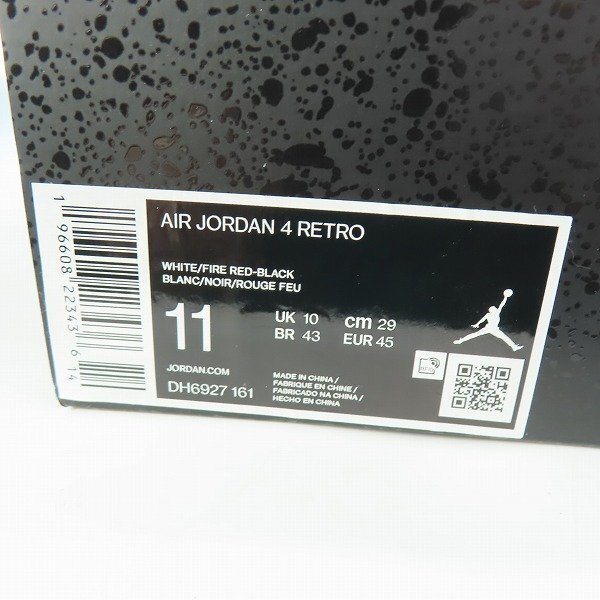 AIR JORDAN 4 RETRO
WHITE/FIRE RED-BLACK
BLANC/NOIR/ROUGE FEU
11
UK 10 cm 29
BR 43 EUR 45
JORDAN.COM
DH6927 161
MADE IN CHINA /
FABRIQUE EN CHINE /
FABRICADO NA CHINA /
HECHO EN CHINA
RFID
1 96608 22343 6 14